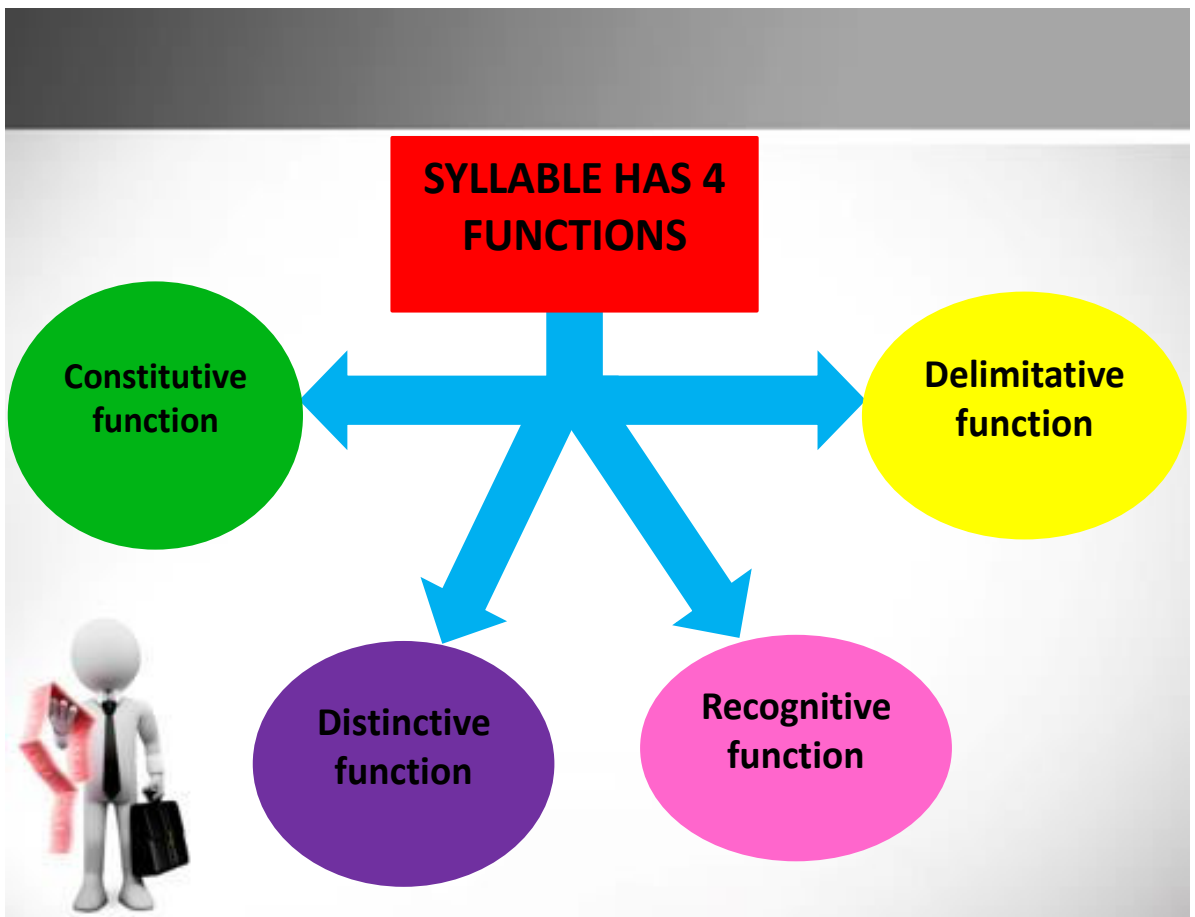 SYLLABLE HAS 4
FUNCTIONS
Constitutive
function
Delimitative
function
Distinctive
function
Recognitive
function